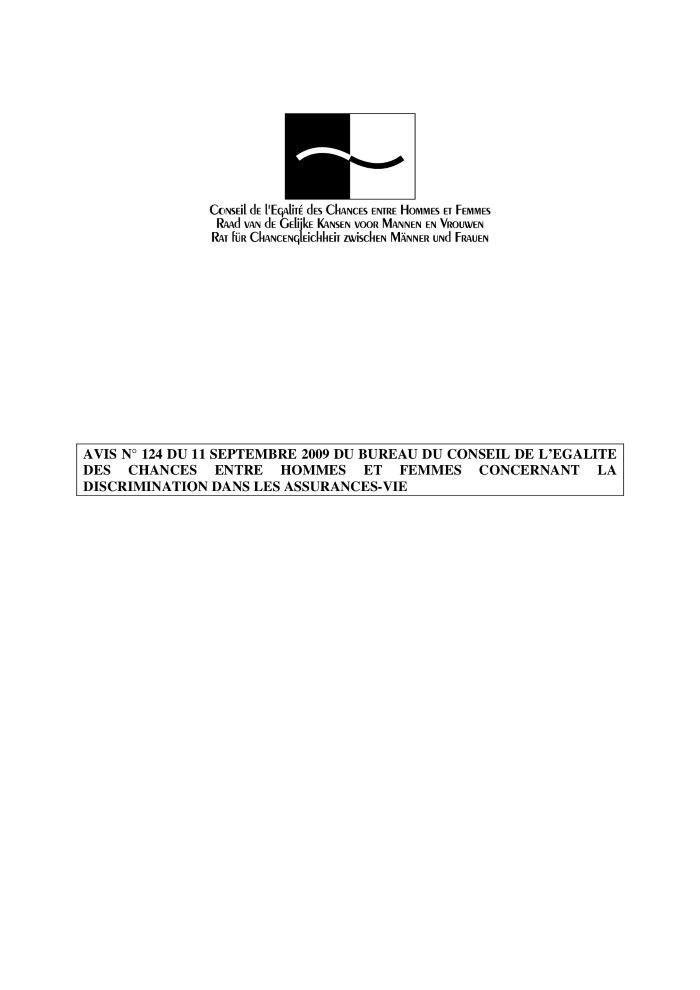 Conseil de l'Egalité des Chances entre Hommes et Femmes
Raad van de Gelijke Kansen voor Mannen en Vrouwen
Rat für Chancengleichheit zwischen Männer und Frauen
AVIS N° 124 DU 11 SEPTEMBRE 2009 DU BUREAU DU CONSEIL DE L'EGALITE
DES CHANCES ENTRE HOMMES ET FEMMES CONCERNANT LA
DISCRIMINATION DANS LES ASSURANCES-VIE